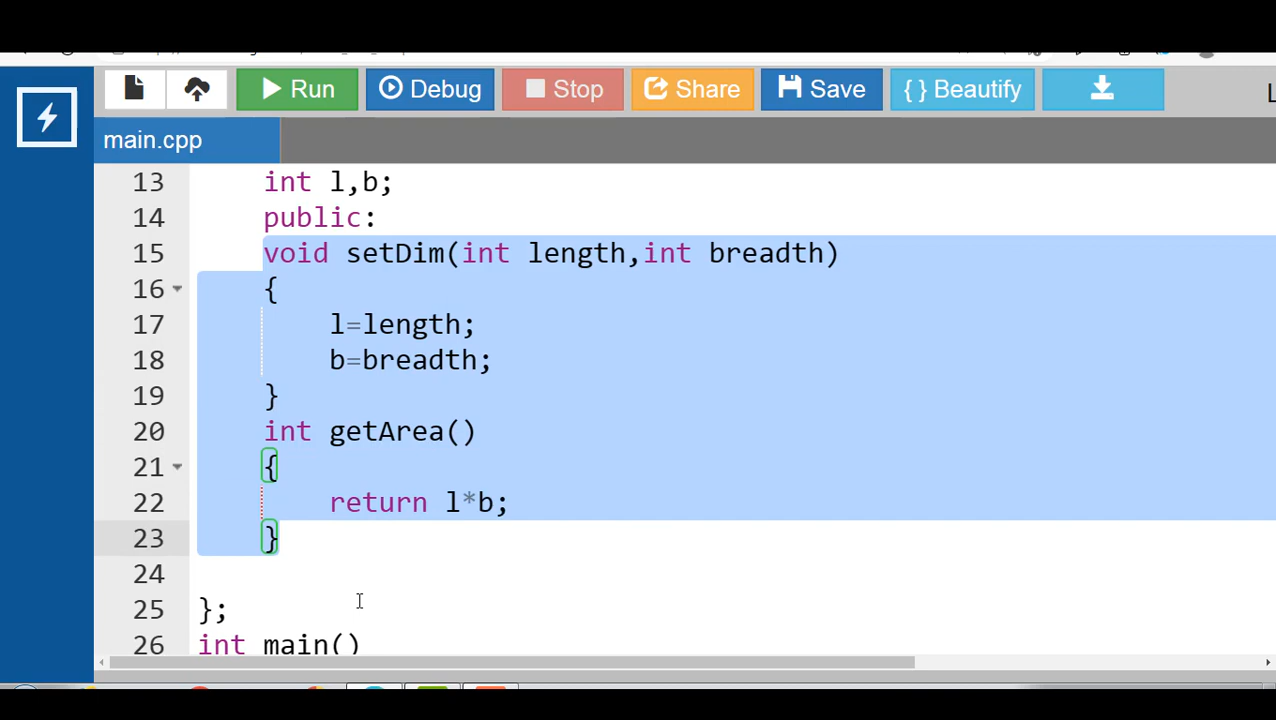 Run Debug Stop Share Save { } Beautify
main.cpp
13 int l,b;
14 public:
15 void setDim(int length,int breadth)
16 {
17 l=length;
18 b=breadth;
19 }
20 int getArea()
21 {
22 return l*b;
23 }
24
25 };
26 int main()